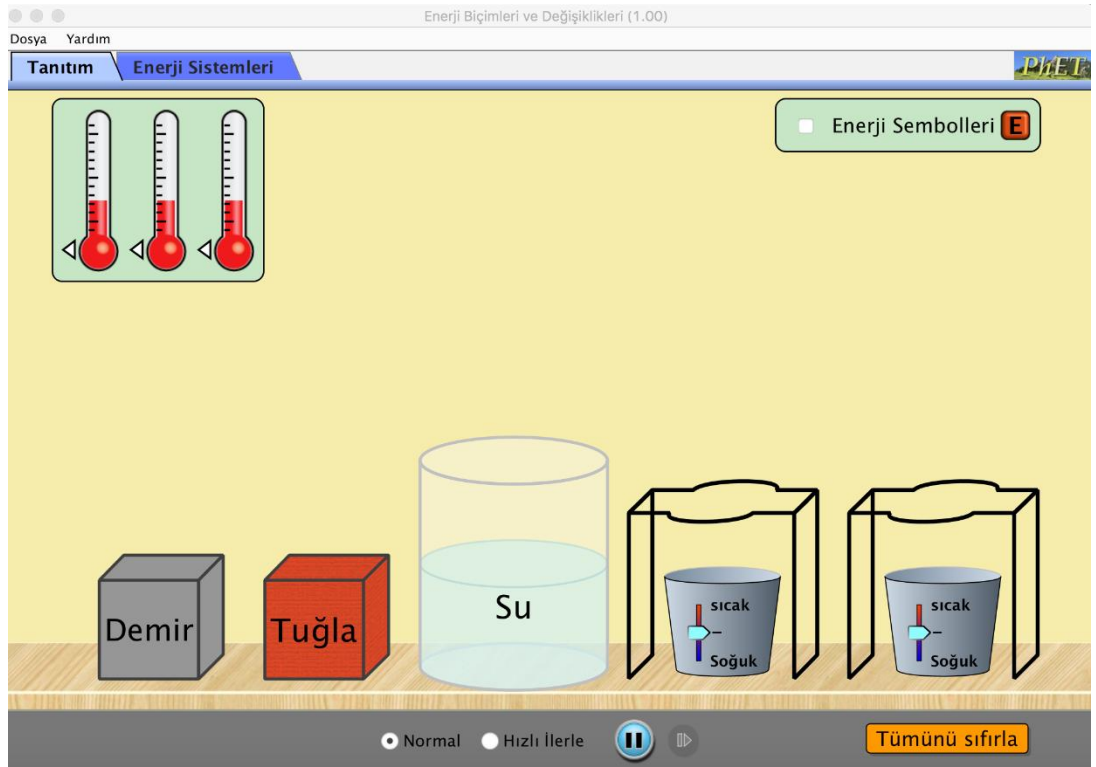 Enerji Biçimleri ve Değişiklikleri (1.00)
Dosya Yardım
Tanıtım Enerji Sistemleri
PhET
Enerji Sembolleri E
Demir
Tuğla
Su
sıcak
Soğuk
sıcak
Soğuk
Normal Hızlı İlerle Tümünü sıfırla